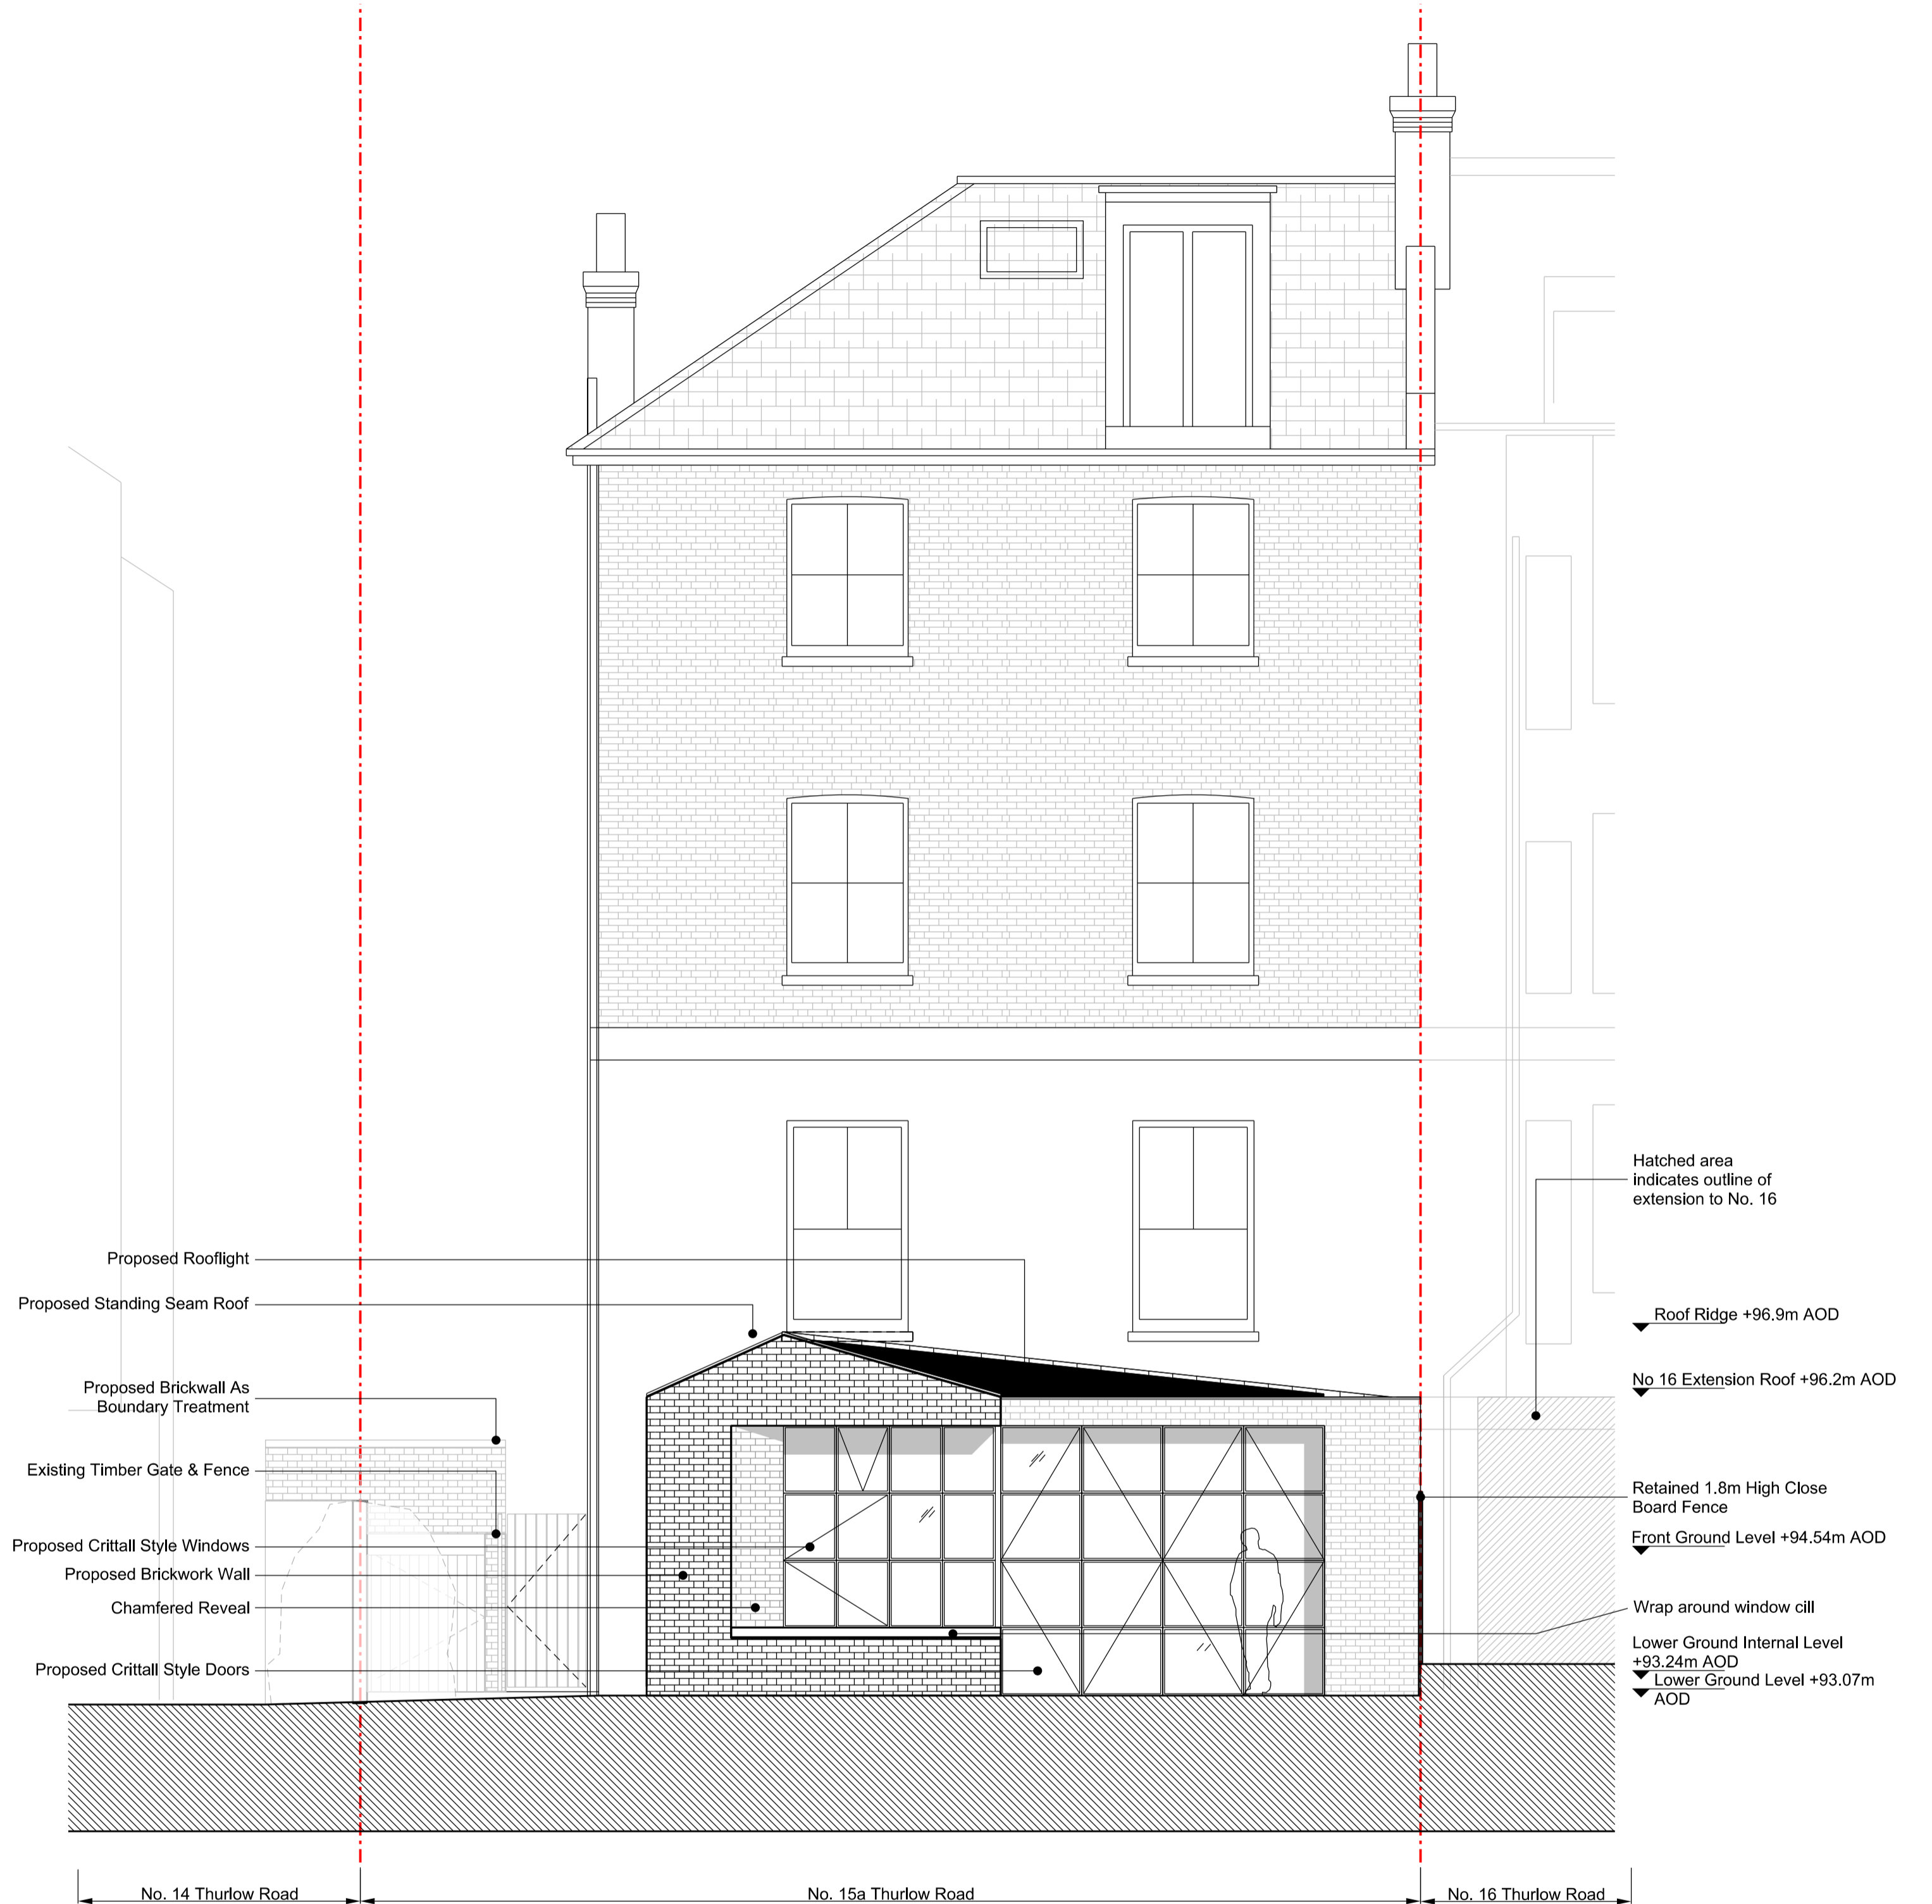 Proposed Rooflight
Proposed Standing Seam Roof
Proposed Brickwall As
Boundary Treatment
Existing Timber Gate & Fence
Proposed Crittall Style Windows
Proposed Brickwork Wall
Chamfered Reveal
Proposed Crittall Style Doors
Hatched area
indicates outline of
extension to No. 16
Roof Ridge +96.9m AOD
No 16 Extension Roof +96.2m AOD
Retained 1.8m High Close
Board Fence
Front Ground Level +94.54m AOD
Wrap around window cill
Lower Ground Internal Level
+93.24m AOD
Lower Ground Level +93.07m
AOD
No. 14 Thurlow Road
No. 15a Thurlow Road
No. 16 Thurlow Road